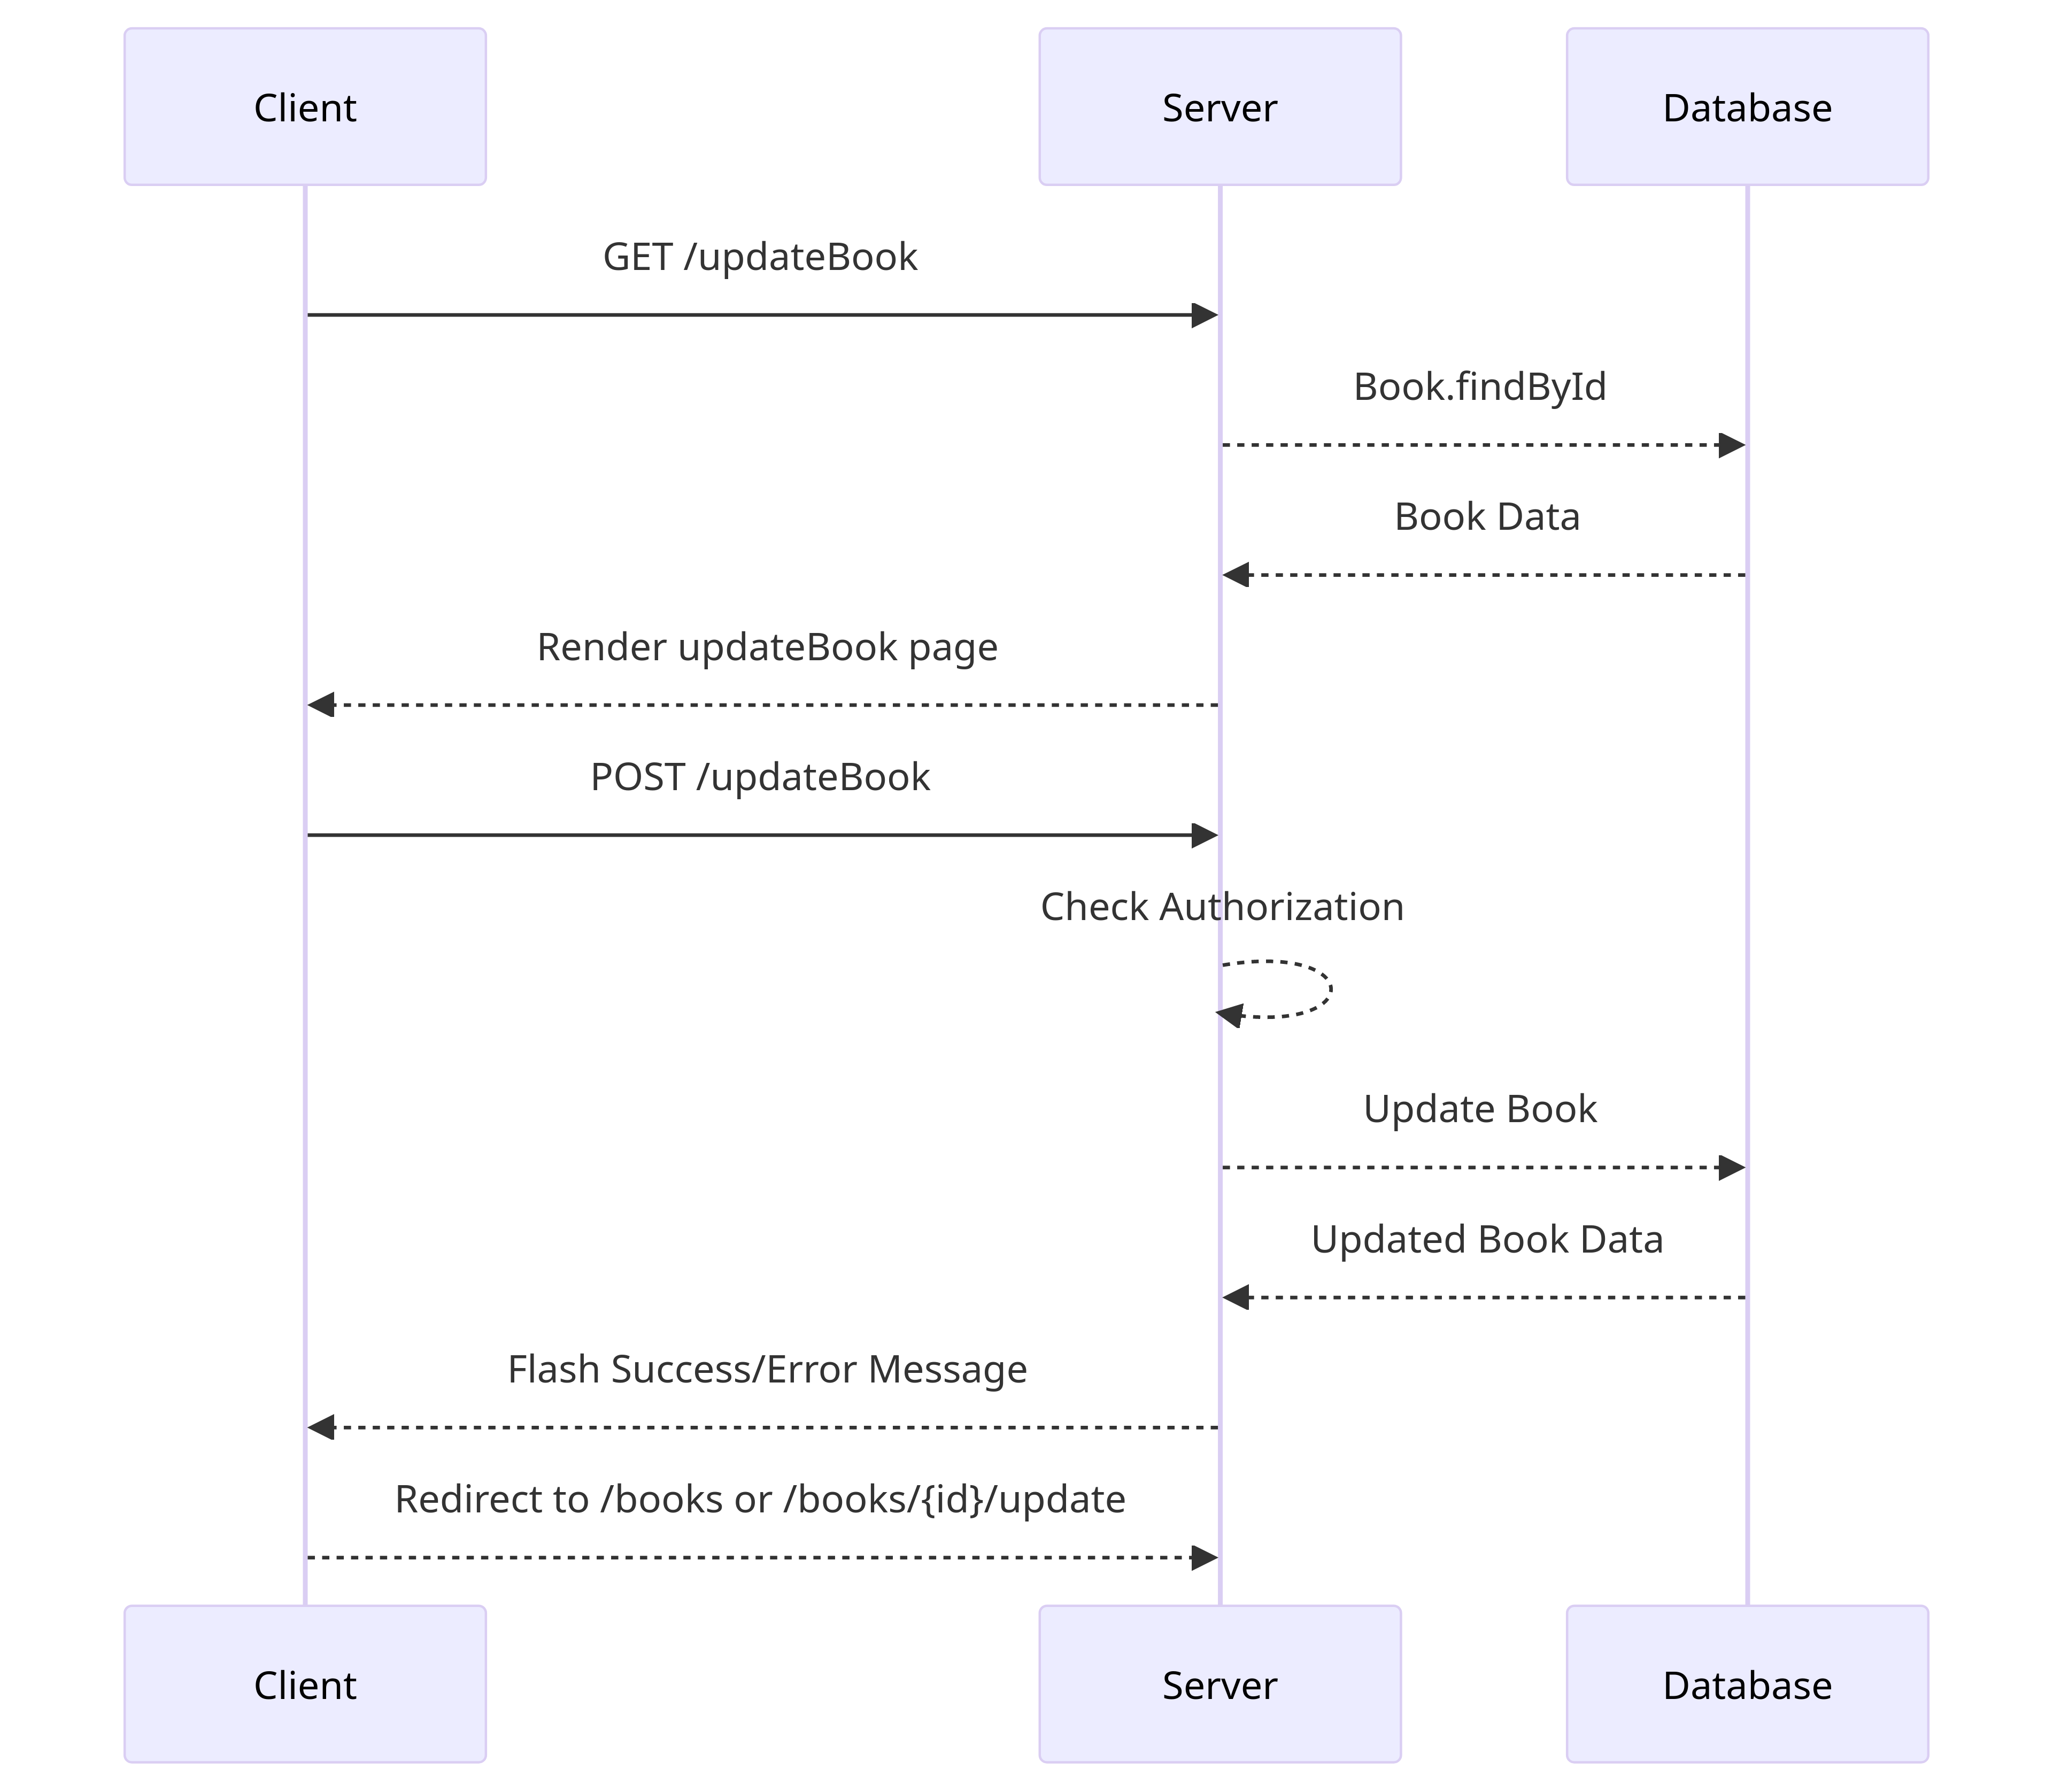 Client
Server
Database
GET /updateBook
Book.findById
Book Data
Render updateBook page
POST /updateBook
Check Authorization
Update Book
Updated Book Data
Flash Success/Error Message
Redirect to /books or /books/{id}/update
Client
Server
Database